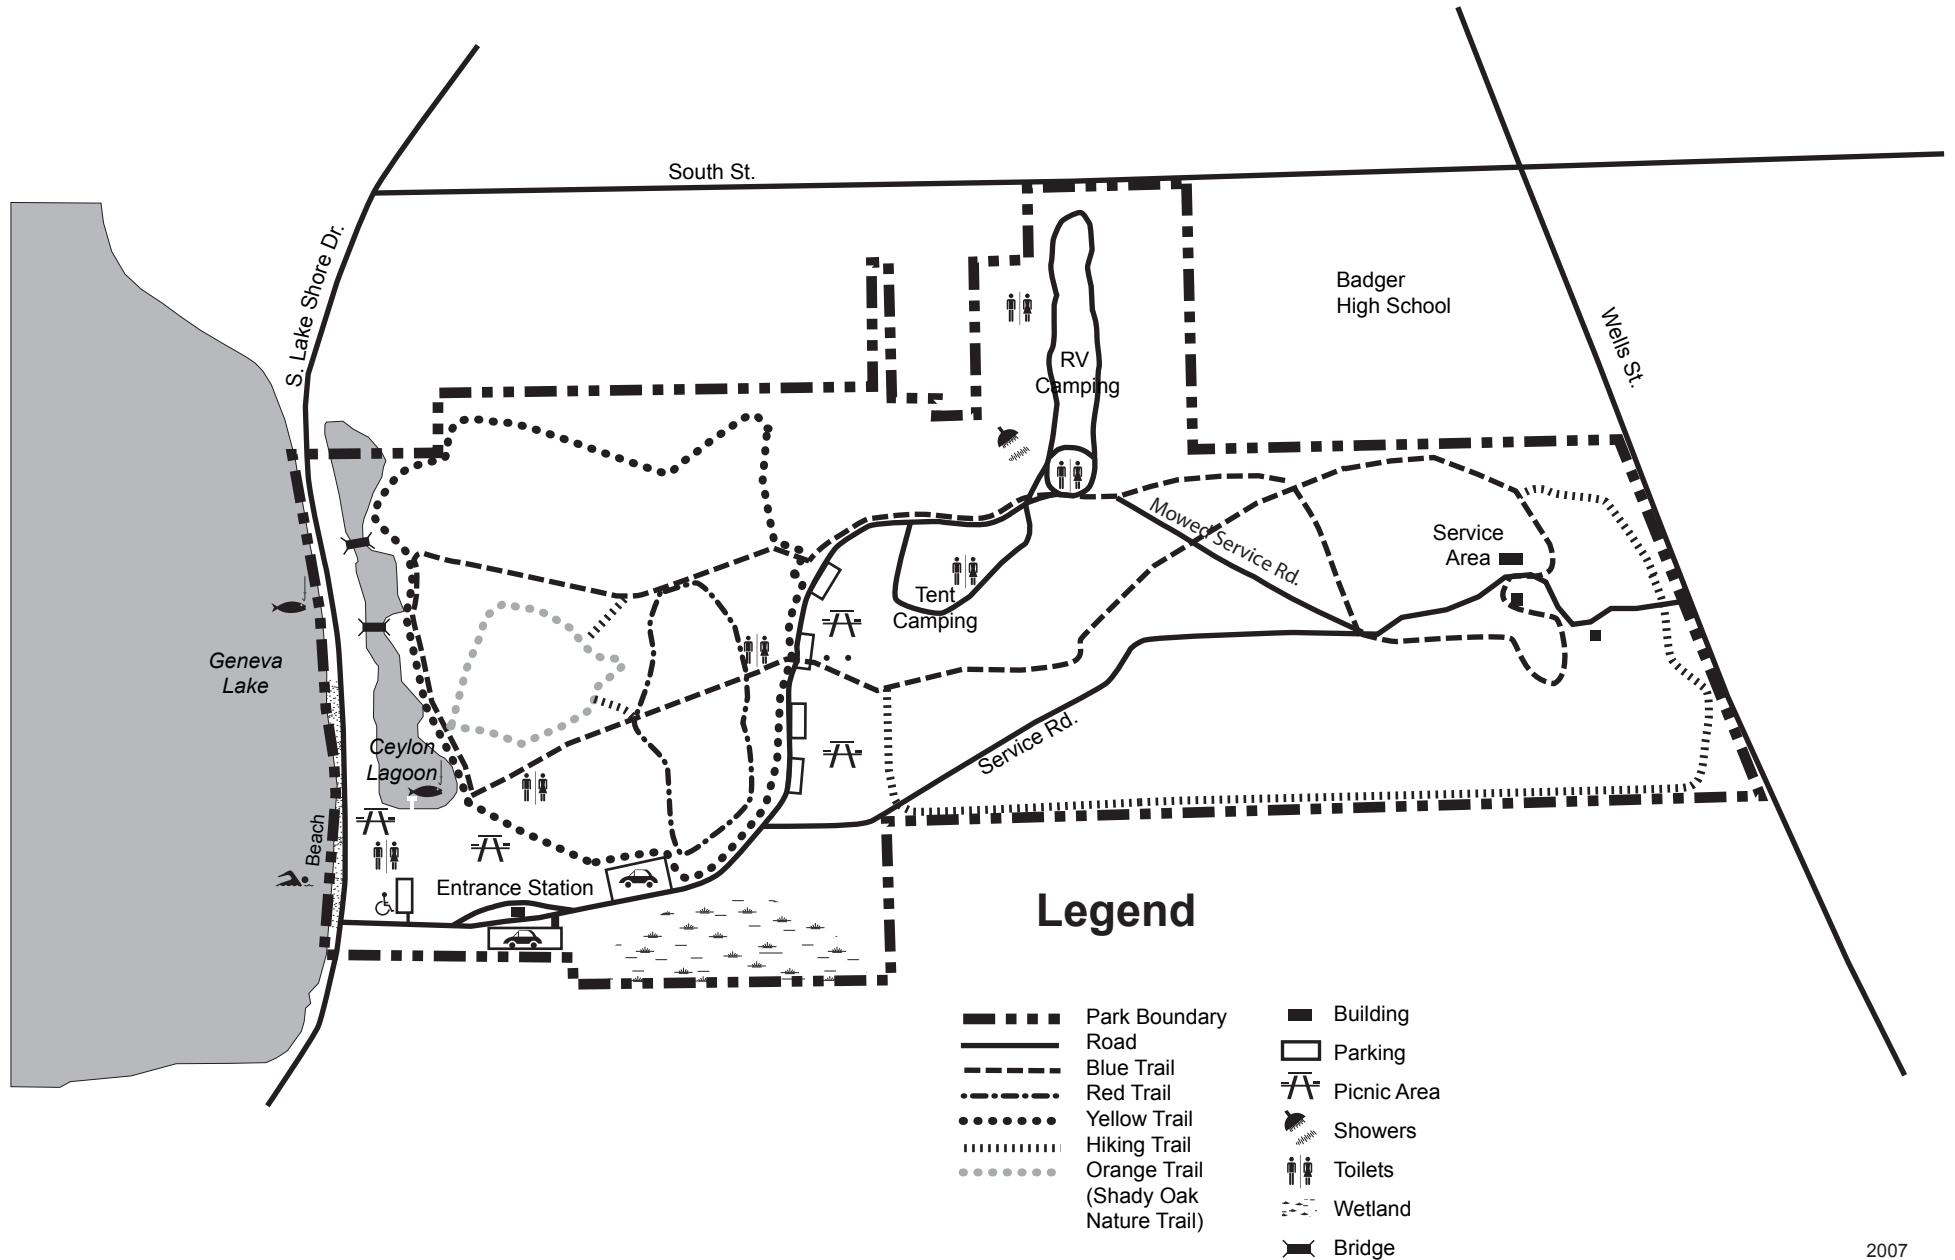 South St.
S. Lake Shore Dr.
Badger
High School
Wells St.
RV
Camping
Mowed Service Rd.
Service
Area
Tent
Camping
Geneva
Lake
Service Rd.
Ceylon
Lagoon
Beach
Entrance Station
Legend
Park Boundary
Road
Blue Trail
Red Trail
Yellow Trail
Hiking Trail
Orange Trail
(Shady Oak
Nature Trail)
Building
Parking
Picnic Area
Showers
Toilets
Wetland
Bridge
2007